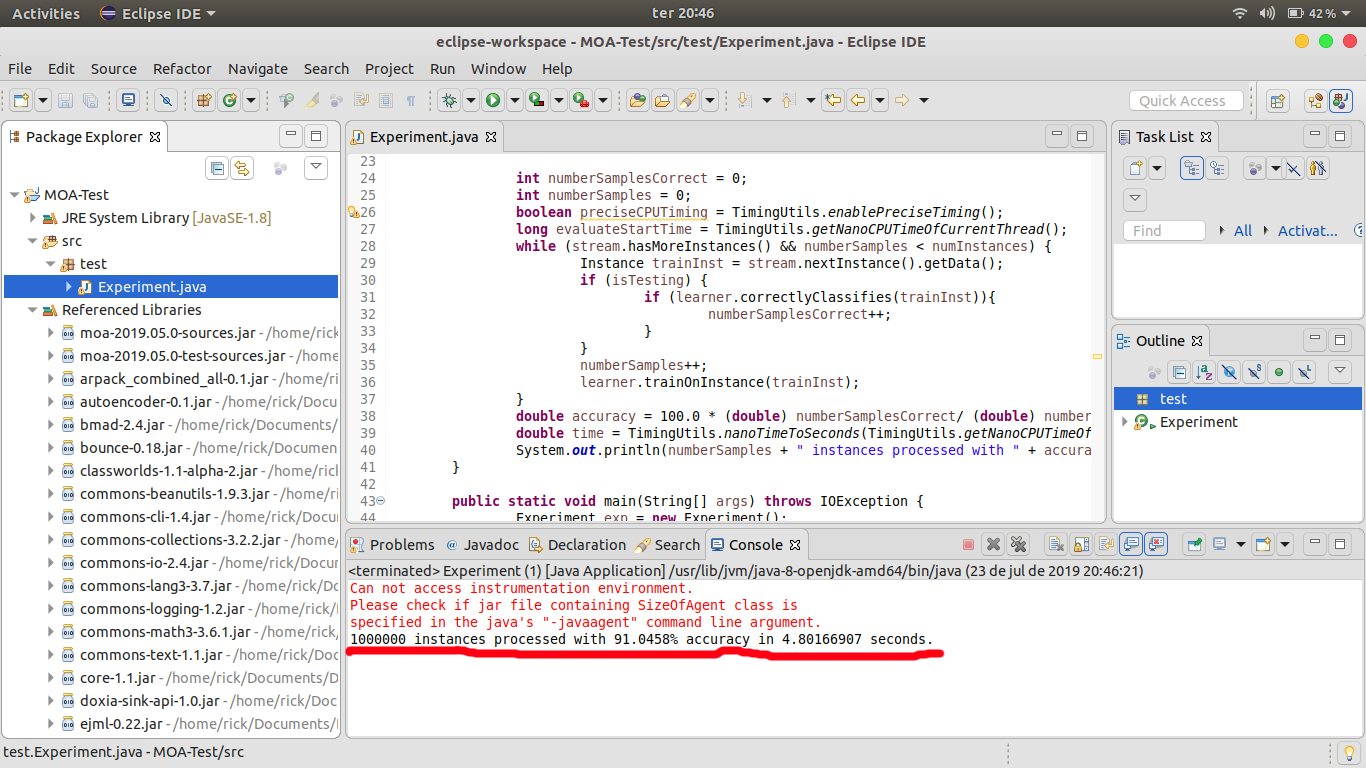 Activities Eclipse IDE ter 20:46 42 %
eclipse-workspace - MOA-Test/src/test/Experiment.java - Eclipse IDE
File Edit Source Refactor Navigate Search Project Run Window Help
Quick Access
Package Explorer
MOA-Test
JRE System Library [JavaSE-1.8]
src
test
Experiment.java
Referenced Libraries
moa-2019.05.0-sources.jar - /home/rick
moa-2019.05.0-test-sources.jar - /home
arpack_combined_all-0.1.jar - /home/ric
autoencoder-0.1.jar - /home/rick/Docu
bmad-2.4.jar - /home/rick/Documents/
bounce-0.18.jar - /home/rick/Documen
classworlds-1.1-alpha-2.jar - /home/rick
commons-beanutils-1.9.3.jar - /home/r
commons-cli-1.4.jar - /home/rick/Docu
commons-collections-3.2.2.jar - /home/
commons-io-2.4.jar - /home/rick/Docun
commons-lang3-3.7.jar - /home/rick/Do
commons-logging-1.2.jar - /home/rick/
commons-math3-3.6.1.jar - /home/rick/
commons-text-1.1.jar - /home/rick/Doc
core-1.1.jar - /home/rick/Documents/D
doxia-sink-api-1.0.jar - /home/rick/Doc
ejml-0.22.jar - /home/rick/Documents/
Experiment.java
23
24 int numberSamplesCorrect = 0;
25 int numberSamples = 0;
26 boolean preciseCPUTiming = TimingUtils.enablePreciseTiming();
27 long evaluateStartTime = TimingUtils.getNanoCPUTimeOfCurrentThread();
28 while (stream.hasMoreInstances() && numberSamples < numInstances) {
29 Instance trainInst = stream.nextInstance().getData();
30 if (isTesting) {
31 if (learner.correctlyClassifies(trainInst)){
32 numberSamplesCorrect++;
33 }
34 }
35 numberSamples++;
36 learner.trainOnInstance(trainInst);
37 }
38 double accuracy = 100.0 * (double) numberSamplesCorrect/ (double) number
39 double time = TimingUtils.nanoTimeToSeconds(TimingUtils.getNanoCPUTimeOf
40 System.out.println(numberSamples + " instances processed with " + accura
41 }
42
43 public static void main(String[] args) throws IOException {
44 Experiment exp = new Experiment();
Task List
Find All Activat...
Outline
test
Experiment
Problems @ Javadoc Declaration Search Console
<terminated> Experiment (1) [Java Application] /usr/lib/jvm/java-8-openjdk-amd64/bin/java (23 de jul de 2019 20:46:21)
Can not access instrumentation environment.
Please check if jar file containing SizeOfAgent class is
specified in the java's "-javaagent" command line argument.
1000000 instances processed with 91.0458% accuracy in 4.80166907 seconds.
test.Experiment.java - MOA-Test/src